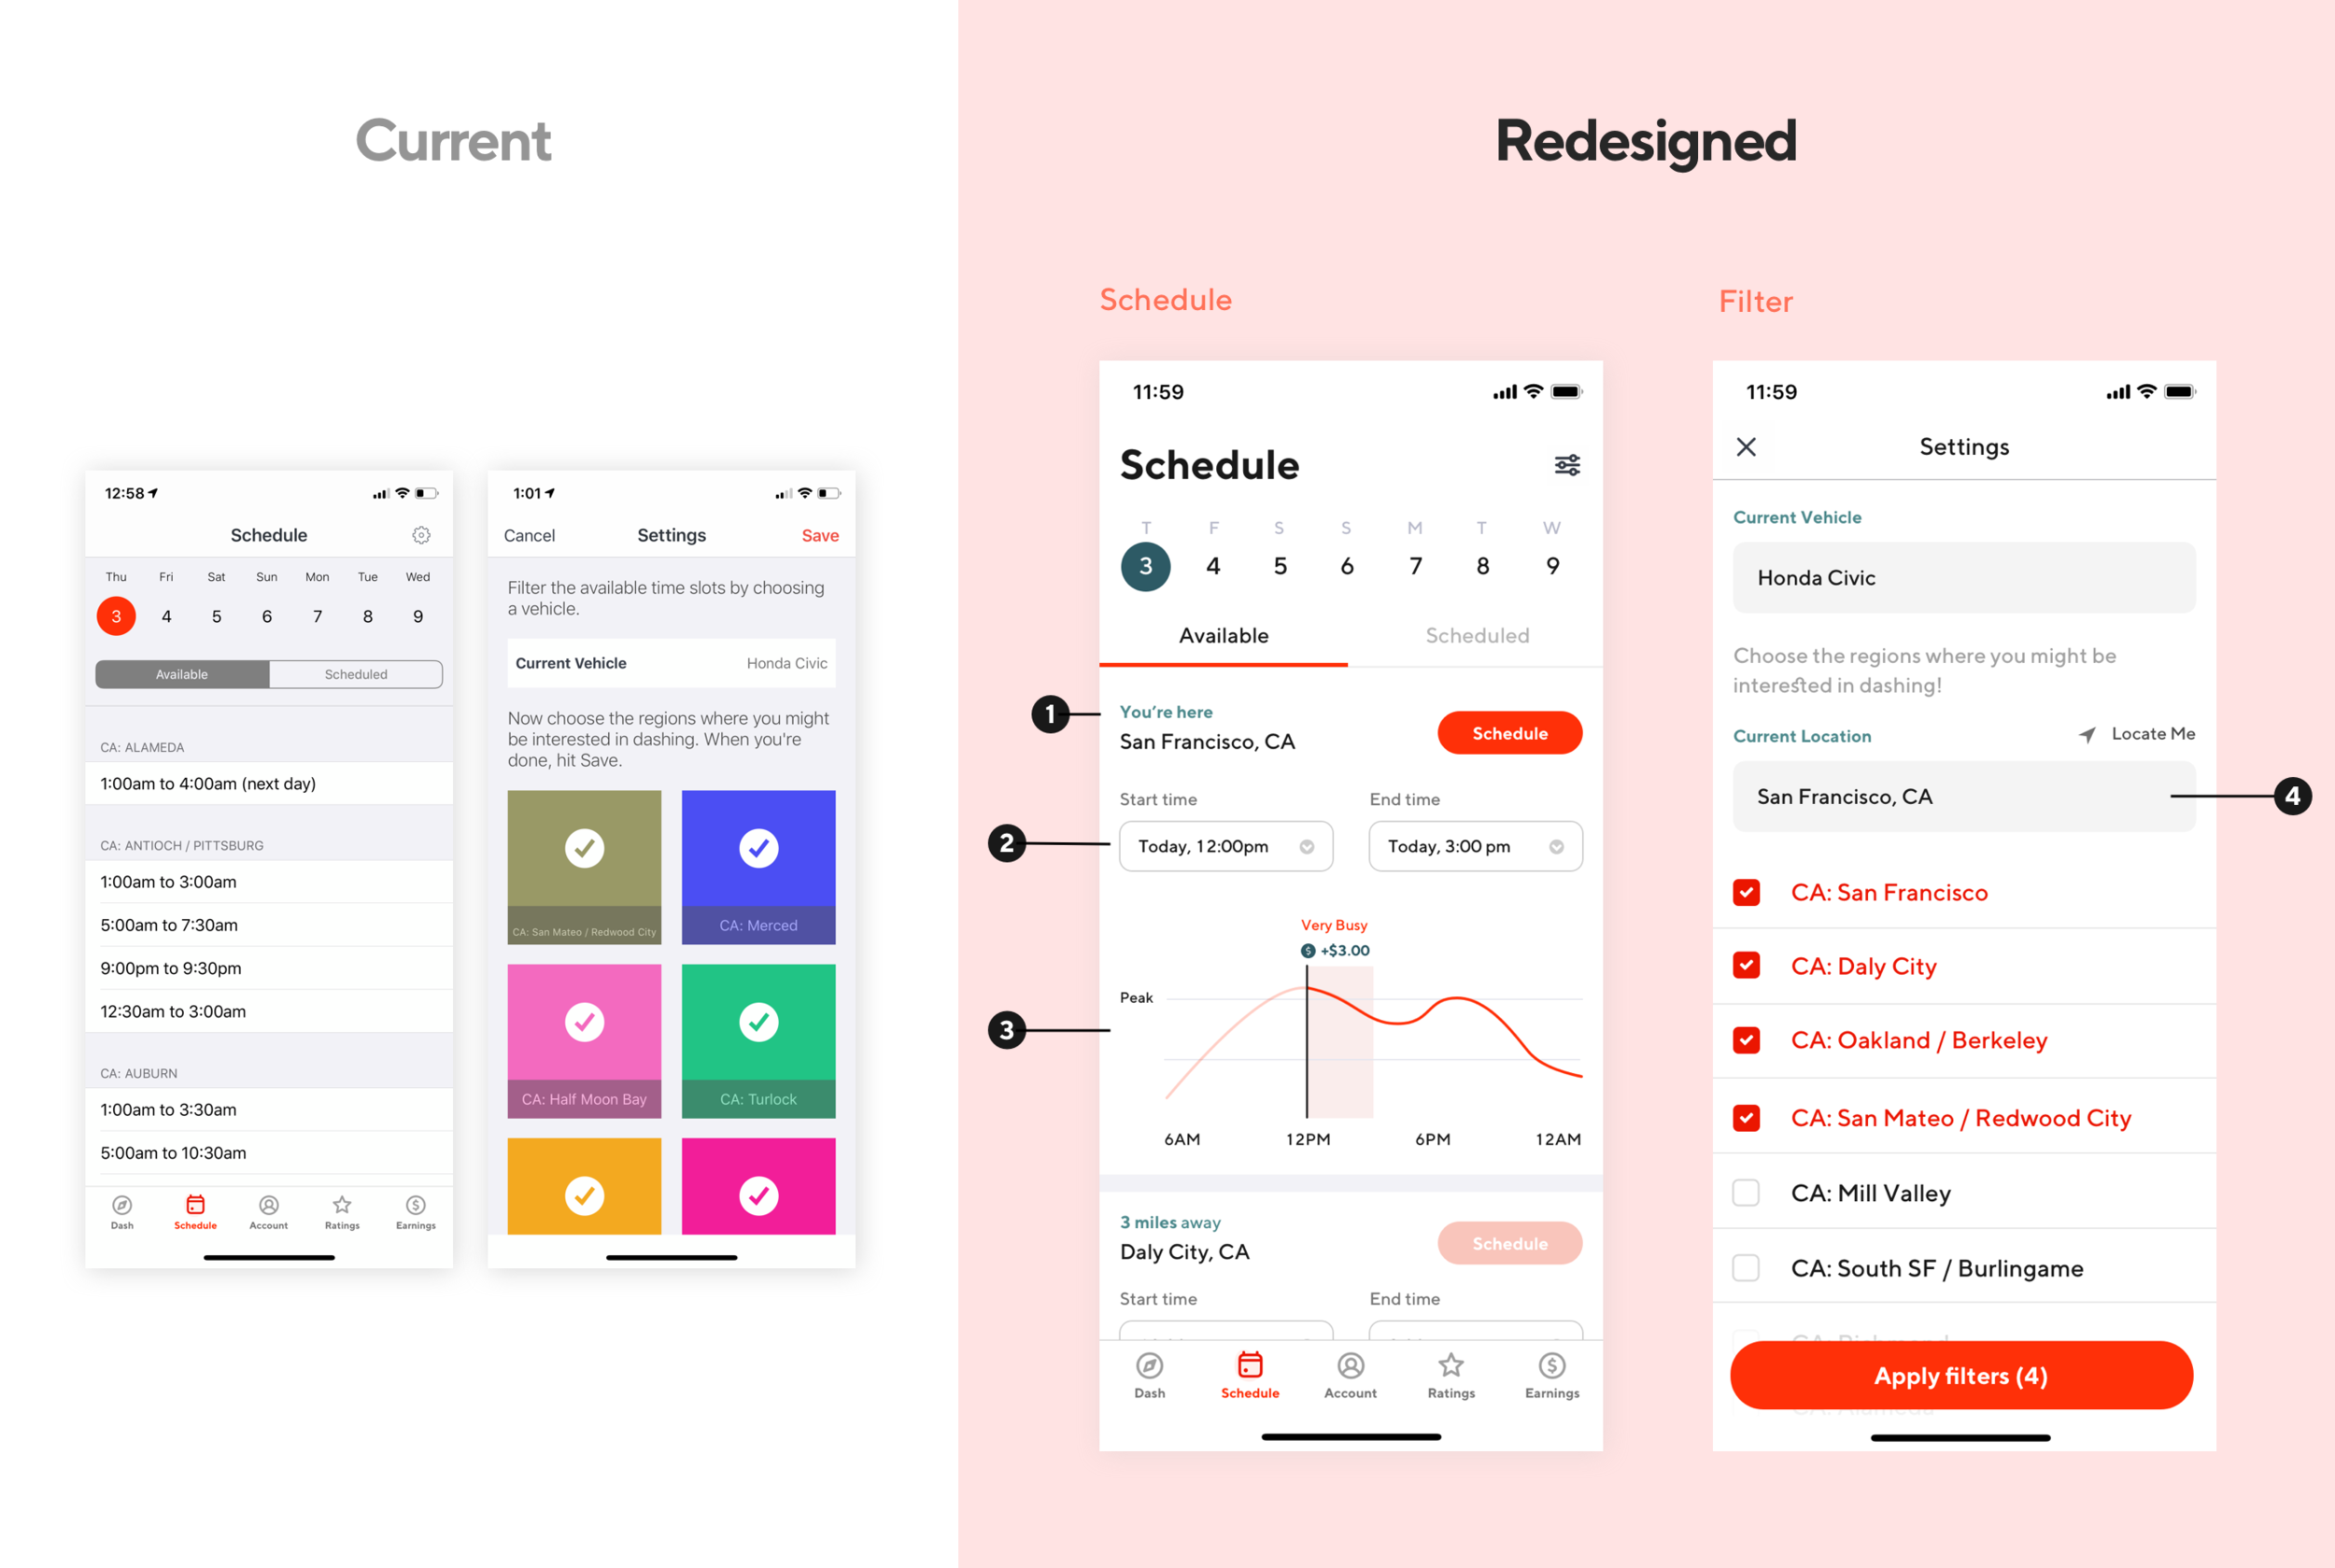 Current
12:58
Schedule
Thu Fri Sat Sun Mon Tue Wed
3 4 5 6 7 8 9
Available Scheduled
CA: ALAMEDA
1:00am to 4:00am (next day)
CA: ANTIOCH / PITTSBURG
1:00am to 3:00am
5:00am to 7:30am
9:00pm to 9:30pm
12:30am to 3:00am
CA: AUBURN
1:00am to 3:30am
5:00am to 10:30am
Dash Schedule Account Ratings Earnings
1:01
Cancel Settings Save
Filter the available time slots by choosing
a vehicle.
Current Vehicle Honda Civic
Now choose the regions where you might
be interested in dashing. When you're
done, hit Save.
CA: San Mateo / Redwood City CA: Merced
CA: Half Moon Bay CA: Turlock
Redesigned
Schedule
11:59
Schedule
T F S S M T W
3 4 5 6 7 8 9
Available Scheduled
1
You're here
San Francisco, CA
Schedule
Start time End time
2
Today, 12:00pm Today, 3:00 pm
Very Busy
$ +$3.00
Peak
3
6AM 12PM 6PM 12AM
3 miles away
Daly City, CA
Schedule
Start time End time
Dash Schedule Account Ratings Earnings
Filter
11:59
Settings
Current Vehicle
Honda Civic
Choose the regions where you might be
interested in dashing!
Current Location Locate Me
San Francisco, CA
4
CA: San Francisco
CA: Daly City
CA: Oakland / Berkeley
CA: San Mateo / Redwood City
CA: Mill Valley
CA: South SF / Burlingame
CA: Richmond
Apply filters (4)
CA: Alameda